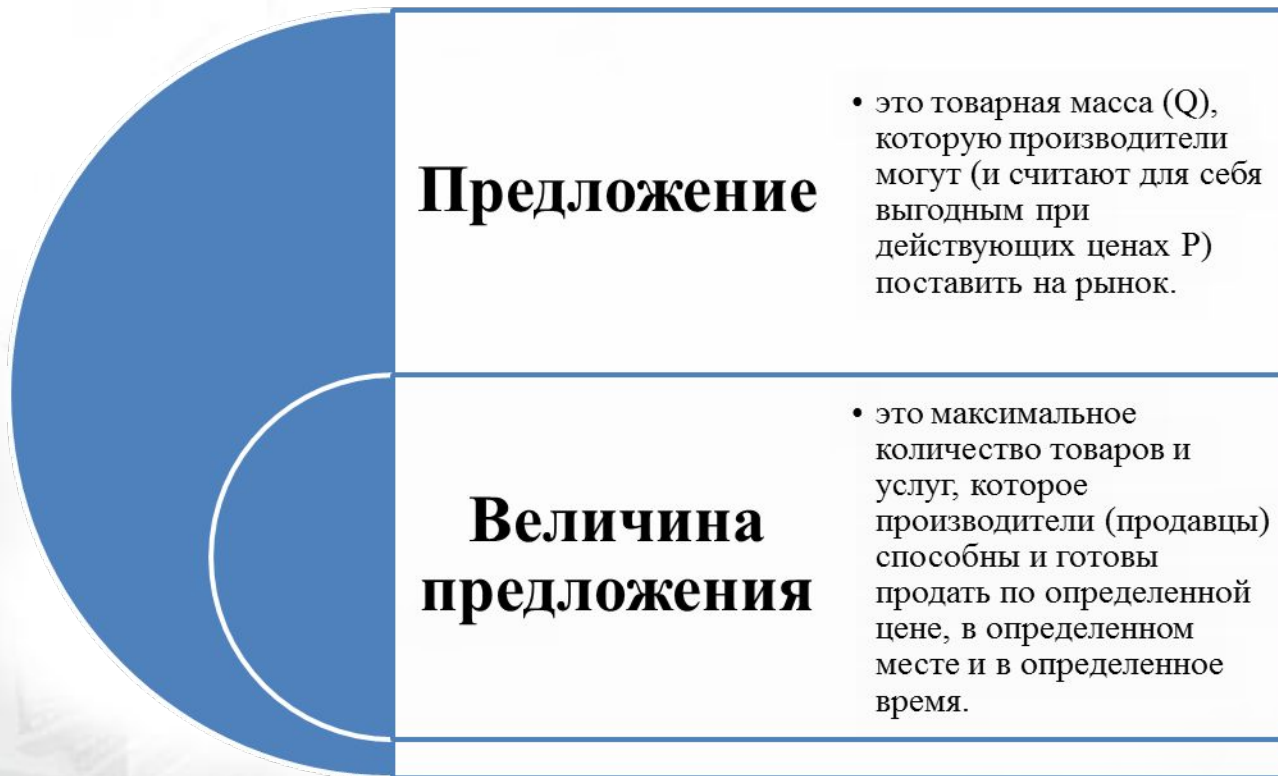 Предложение
• это товарная масса (Q),
которую производители
могут (и считают для себя
выгодным при
действующих ценах P)
поставить на рынок.
Величина
предложения
• это максимальное
количество товаров и
услуг, которое
производители (продавцы)
способны и готовы
продать по определенной
цене, в определенном
месте и в определенное
время.